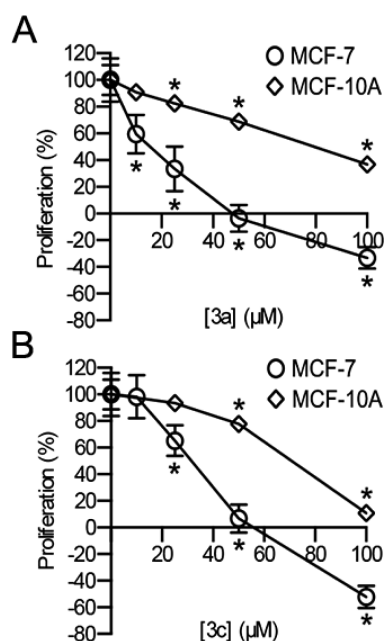 A
120
100
80
60
40
20
0
-20
-40
-60
-80
Proliferation (%)
MCF-7
MCF-10A
*
*
*
*
*
*
*
*
20 40 60 80 100
[3a] (µM)
B
120
100
80
60
40
20
0
-20
-40
-60
-80
Proliferation (%)
MCF-7
MCF-10A
*
*
*
*
*
20 40 60 80 100
[3c] (µM)